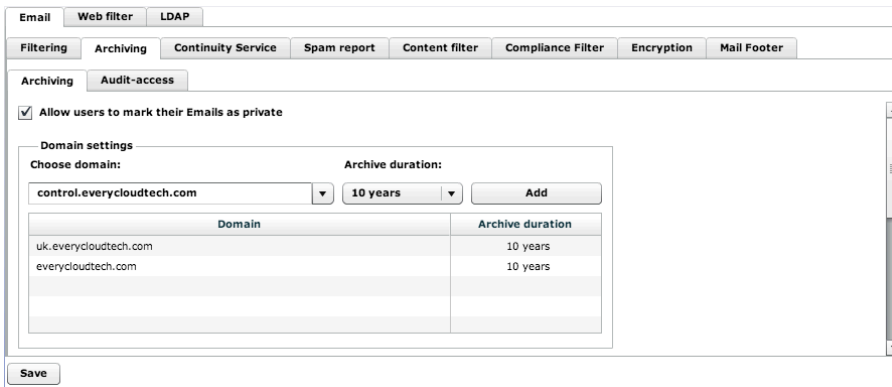 Email Web filter LDAP
Filtering Archiving Continuity Service Spam report Content filter Compliance Filter Encryption Mail Footer
Archiving Audit-access
Allow users to mark their Emails as private
Domain settings
Choose domain: Archive duration:
control.everycloudtech.com 10 years Add
Domain Archive duration
uk.everycloudtech.com 10 years
everycloudtech.com 10 years
Save